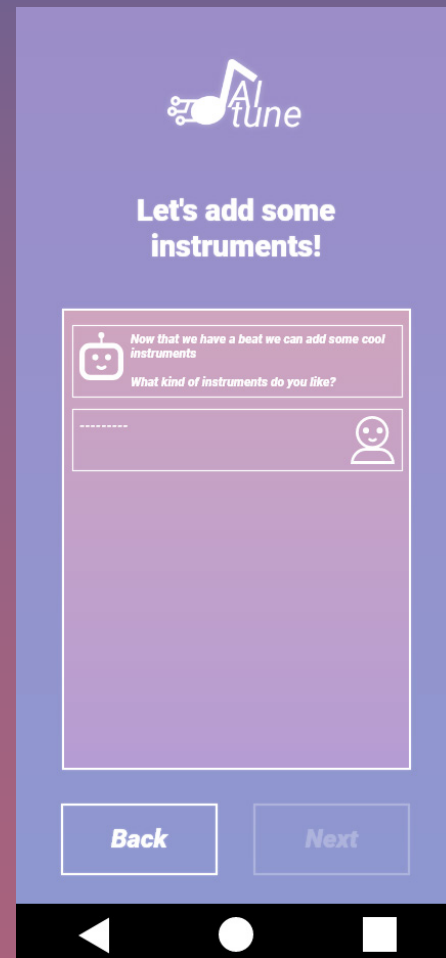 AI
tune
Let's add some
instruments!
Now that we have a beat we can add some cool
instruments
What kind of instruments do you like?
---------
Back
Next